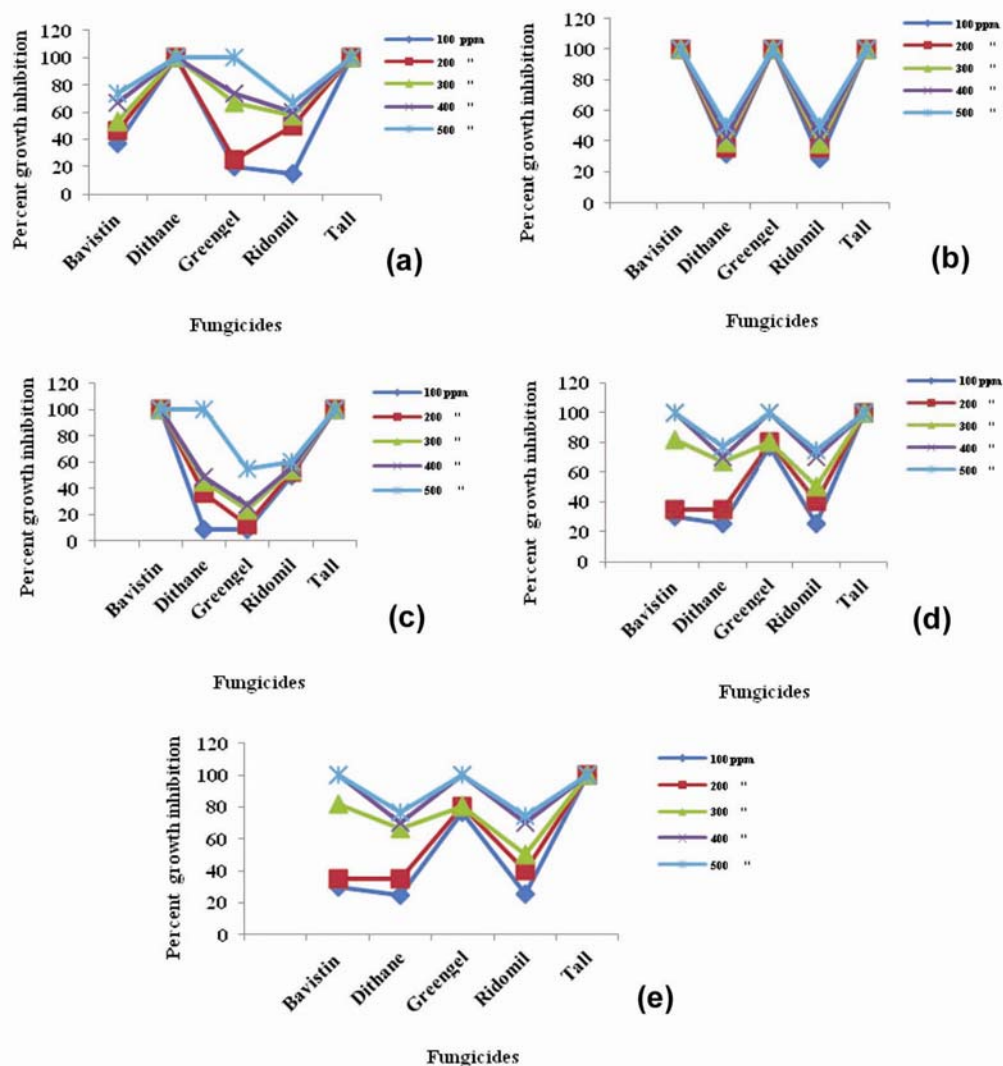 Percent growth inhibition
120
100
80
60
40
20
0
100 ppm
200 "
300 "
400 "
500 "
Bavistin
Dithane
Greengel
Ridomil
Tall
(a)
Fungicides
Percent growth inhibition
120
100
80
60
40
20
0
100 ppm
200 "
300 "
400 "
500 "
Bavistin
Dithane
Greengel
Ridomil
Tall
(b)
Fungicides
Percent growth inhibition
120
100
80
60
40
20
0
100 ppm
200 "
300 "
400 "
500 "
Bavistin
Dithane
Greengel
Ridomil
Tall
(c)
Fungicides
Percent growth inhibition
120
100
80
60
40
20
0
100 ppm
200 "
300 "
400 "
500 "
Bavistin
Dithane
Greengel
Ridomil
Tall
(d)
Fungicides
Percent growth inhibition
120
100
80
60
40
20
0
100 ppm
200 "
300 "
400 "
500 "
Bavistin
Dithane
Greengel
Ridomil
Tall
(e)
Fungicides